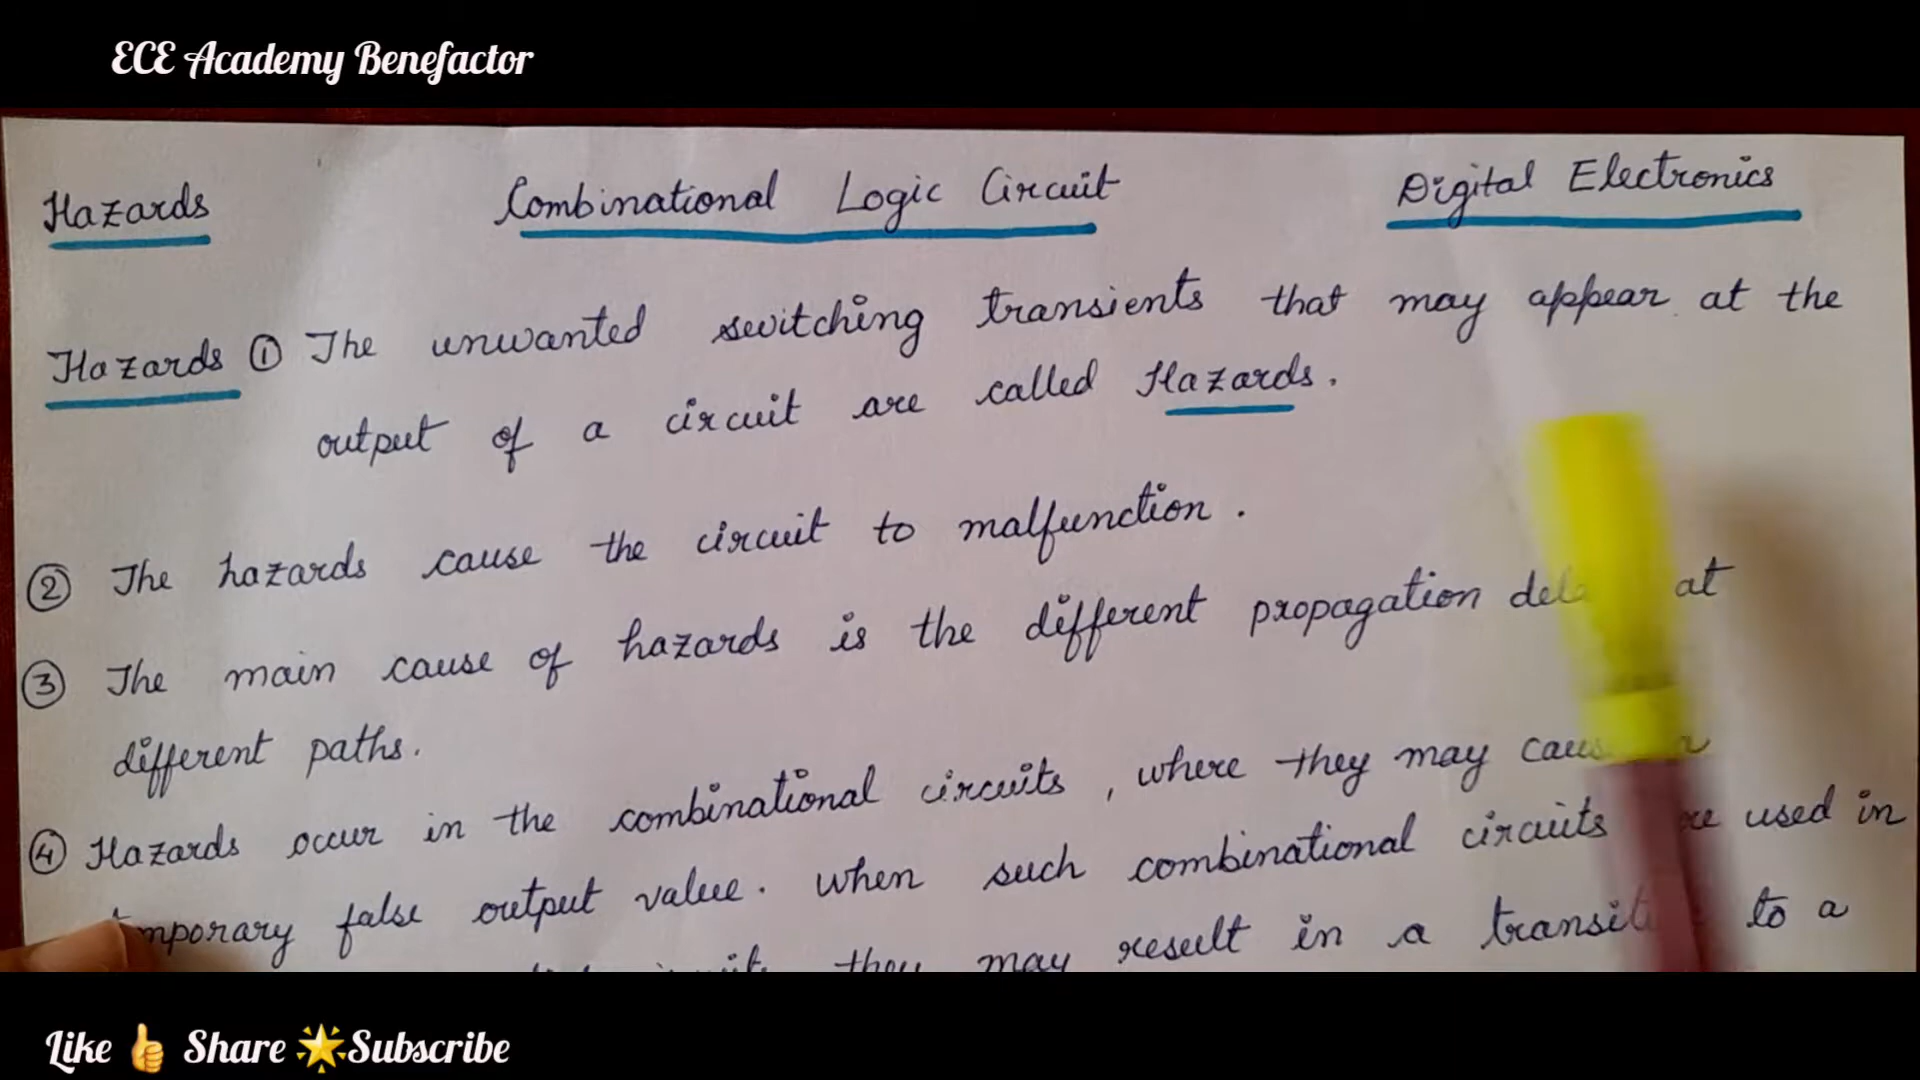 ECE Academy Benefactor
Hazards Combinational Logic Circuit Digital Electronics
Hazards ① The unwanted switching transients that may appear at the
output of a circuit are called Hazards.
② The hazards cause the circuit to malfunction.
③ The main cause of hazards is the different propagation at
different paths.
④ Hazards occur in the combinational circuits, where they may a
false output value. When such combinational circuits used in
they may result in a to a
Like 👍 Share 🌟Subscribe